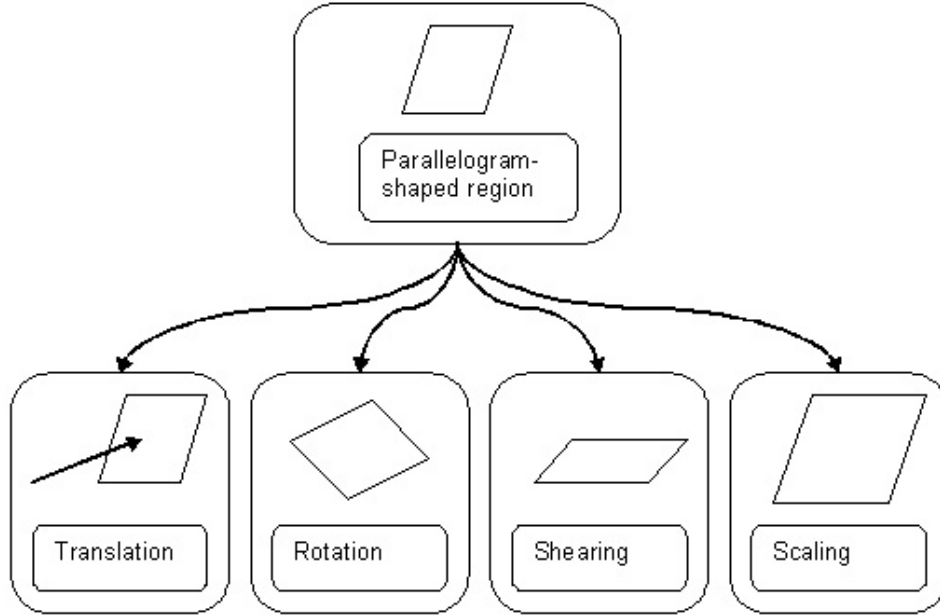 Parallelogram-
shaped region
Translation
Rotation
Shearing
Scaling